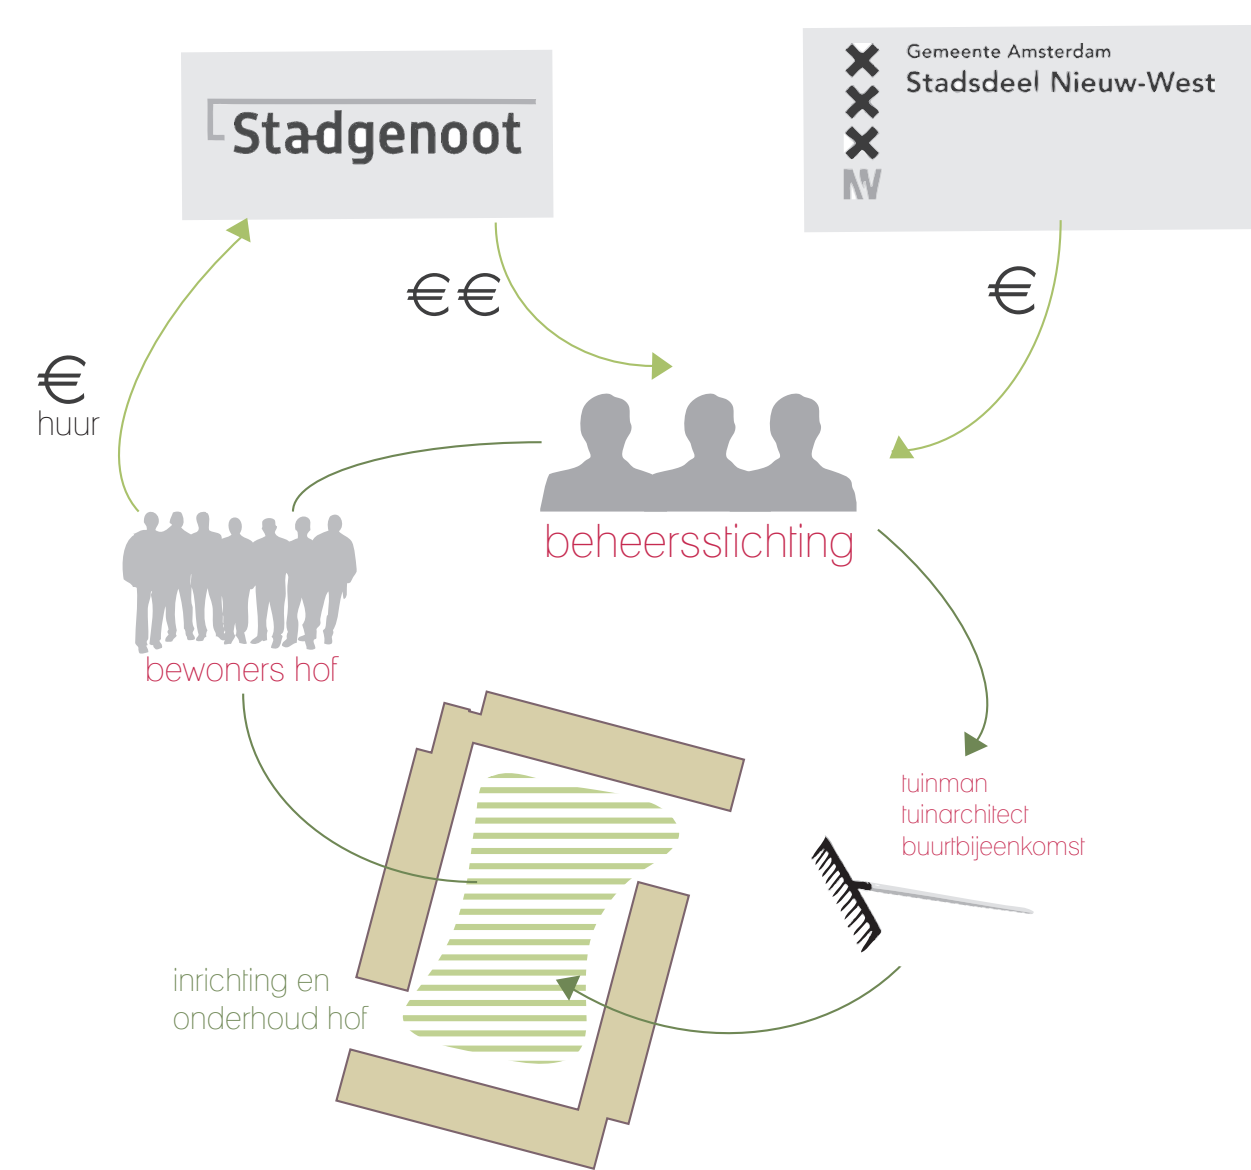 Stadgenoot
Gemeente Amsterdam
Stadsdeel Nieuw-West
NW
€€
€
€
huur
beheersstichting
bewoners hof
tuinman
tuinarchitect
buurtbijeenkomst
inrichting en
onderhoud hof